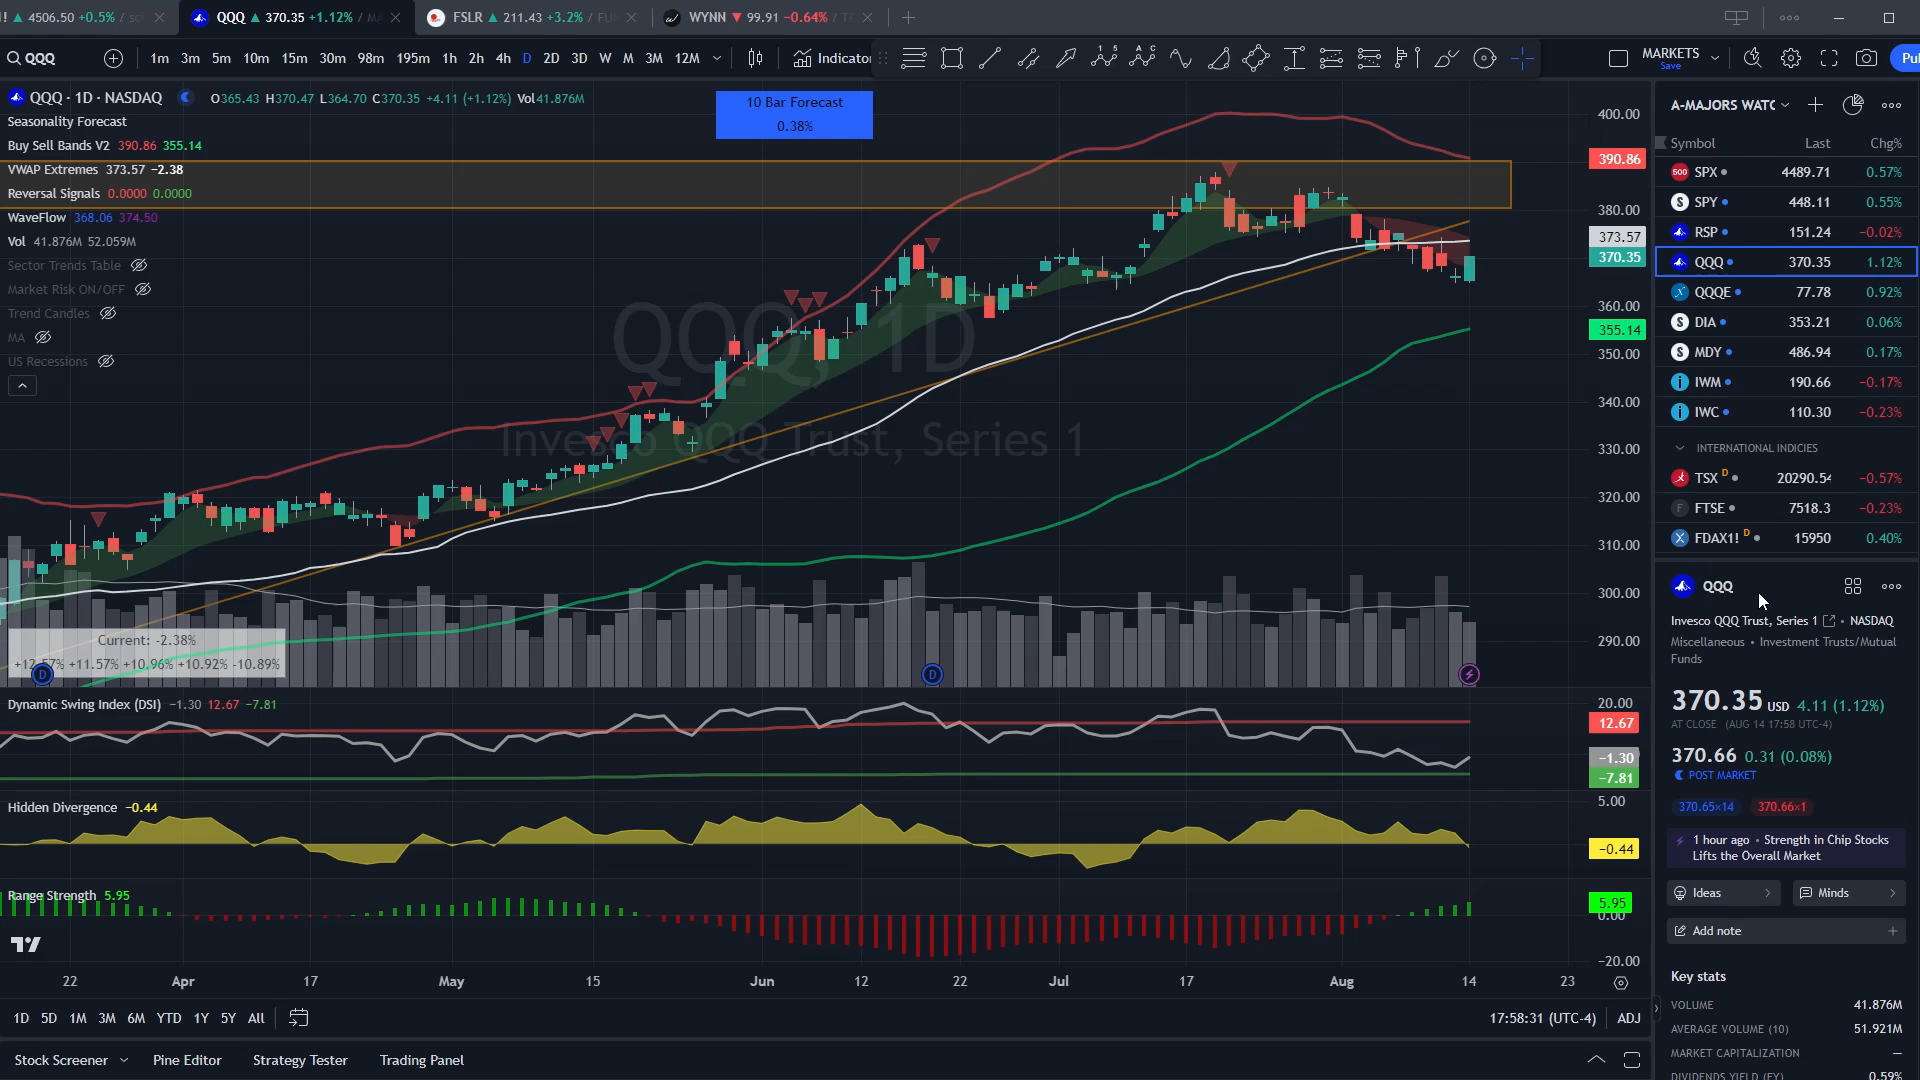 ! ▲ 4506.50 +0.5% /
QQQ ▲ 370.35 +1.12% /
FSLR ▲ 211.43 +3.2% / FU
WYNN ▼ 99.91 −0.64% / T
QQQ
1m 3m 5m 10m 15m 30m 98m 195m 1h 2h 4h D 2D 3D W M 3M 12M
Indicato
MARKETS
Save
Pu
QQQ · 1D · NASDAQ
O365.43 H370.47 L364.70 C370.35 +4.11 (+1.12%) Vol41.876M
Seasonality Forecast
Buy Sell Bands V2 390.86 355.14
VWAP Extremes 373.57 −2.38
Reversal Signals 0.0000 0.0000
WaveFlow 368.06 374.50
Vol 41.876M 52.059M
Sector Trends Table
Market Risk ON/OFF
Trend Candles
MA
US Recessions
10 Bar Forecast
0.38%
QQQ, 1D
Invesco QQQ Trust, Series 1
400.00
390.86
380.00
373.57
370.35
360.00
355.14
350.00
340.00
330.00
320.00
310.00
300.00
290.00
Current: -2.38%
+12.57% +11.57% +10.96% +10.92% -10.89%
D
D
Dynamic Swing Index (DSI) −1.30 12.67 −7.81
20.00
12.67
−1.30
−7.81
Hidden Divergence −0.44
5.00
−0.44
Range Strength 5.95
5.95
0.00
−20.00
22 Apr 17 May 15 Jun 12 22 Jul 17 Aug 14 23
1D 5D 1M 3M 6M YTD 1Y 5Y All
17:58:31 (UTC-4) ADJ
Stock Screener Pine Editor Strategy Tester Trading Panel
A-MAJORS WATC
Symbol Last Chg%
500 SPX 4489.71 0.57%
S SPY 448.11 0.55%
RSP 151.24 −0.02%
QQQ 370.35 1.12%
QQQE 77.78 0.92%
S DIA 353.21 0.06%
S MDY 486.94 0.17%
i IWM 190.66 −0.17%
i IWC 110.30 −0.23%
INTERNATIONAL INDICIES
TSX D 20290.54 −0.57%
F FTSE 7518.3 −0.23%
FDAX1! D 15950 0.40%
QQQ
Invesco QQQ Trust, Series 1 • NASDAQ
Miscellaneous • Investment Trusts/Mutual
Funds
370.35 USD 4.11 (1.12%)
AT CLOSE (AUG 14 17:58 UTC-4)
370.66 0.31 (0.08%)
POST MARKET
370.65×14 370.66×1
1 hour ago • Strength in Chip Stocks
Lifts the Overall Market
Ideas
Minds
Add note
Key stats
VOLUME 41.876M
AVERAGE VOLUME (10) 51.921M
MARKET CAPITALIZATION —
DIVIDENDS YIELD (FY) 0.59%